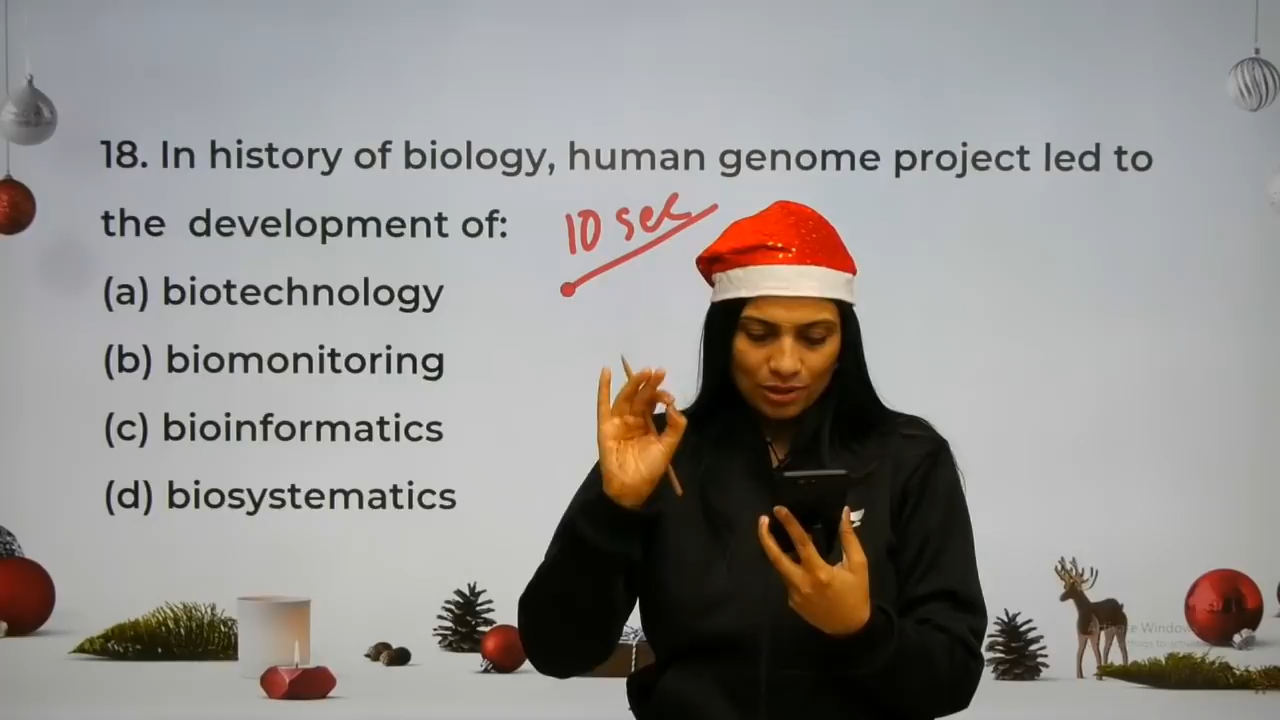 18. In history of biology, human genome project led to
the development of:
10 sec
(a) biotechnology
(b) biomonitoring
(c) bioinformatics
(d) biosystematics